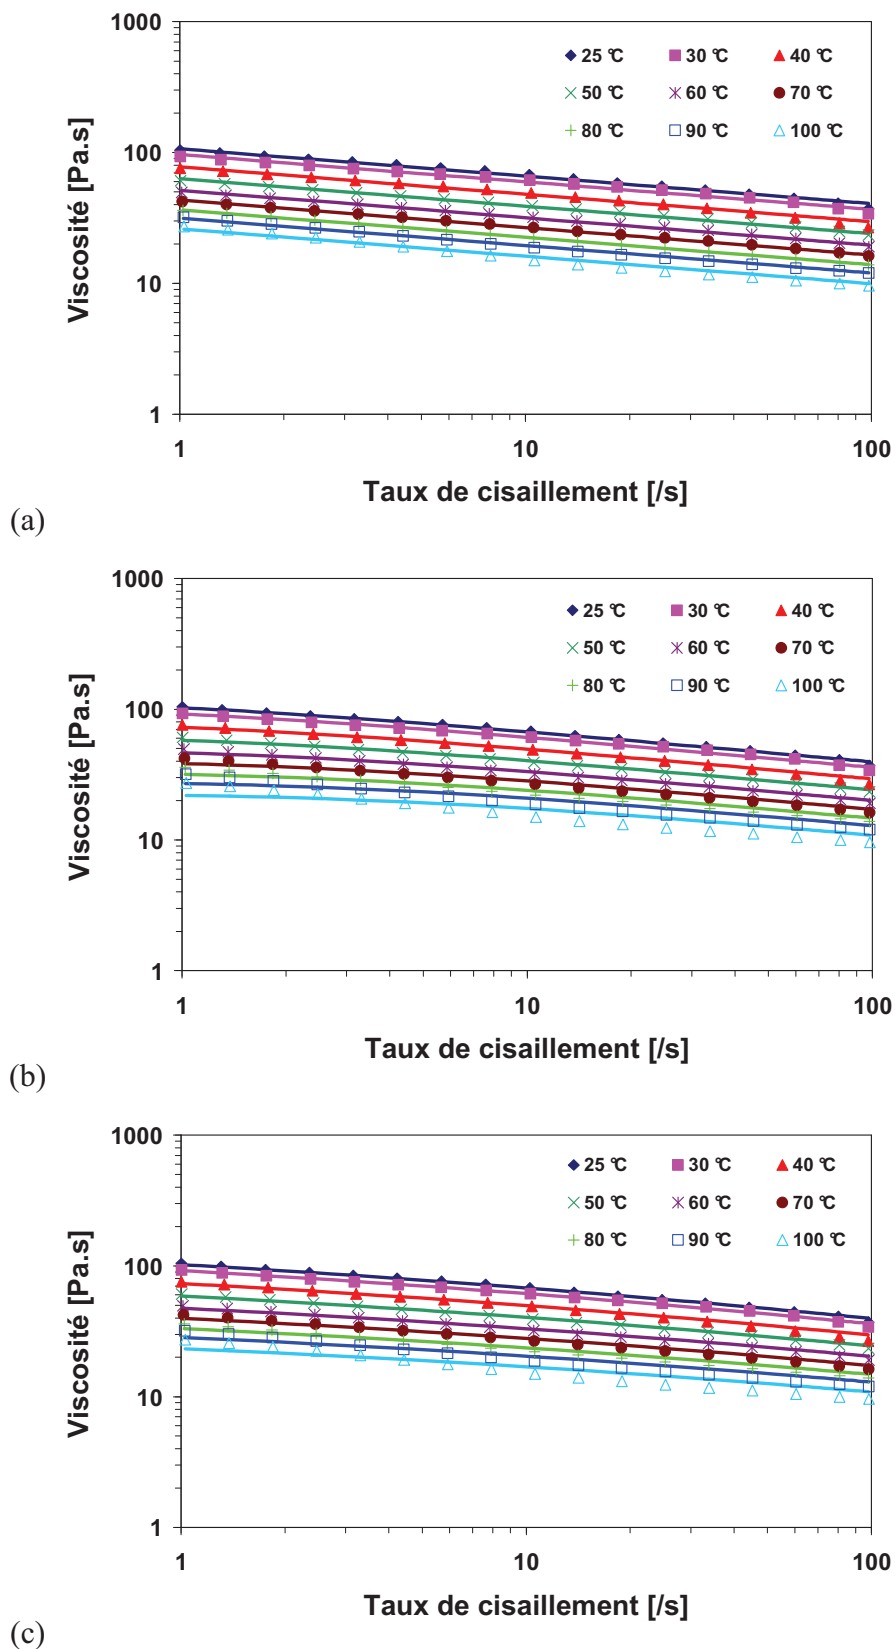 1000
25 ℃ 30 ℃ 40 ℃
50 ℃ 60 ℃ 70 ℃
80 ℃ 90 ℃ 100 ℃
100
10
1
Viscosité [Pa.s]
1 10 100
Taux de cisaillement [/s]
(a)
1000
25 ℃ 30 ℃ 40 ℃
50 ℃ 60 ℃ 70 ℃
80 ℃ 90 ℃ 100 ℃
100
10
1
Viscosité [Pa.s]
1 10 100
Taux de cisaillement [/s]
(b)
1000
25 ℃ 30 ℃ 40 ℃
50 ℃ 60 ℃ 70 ℃
80 ℃ 90 ℃ 100 ℃
100
10
1
Viscosité [Pa.s]
1 10 100
Taux de cisaillement [/s]
(c)